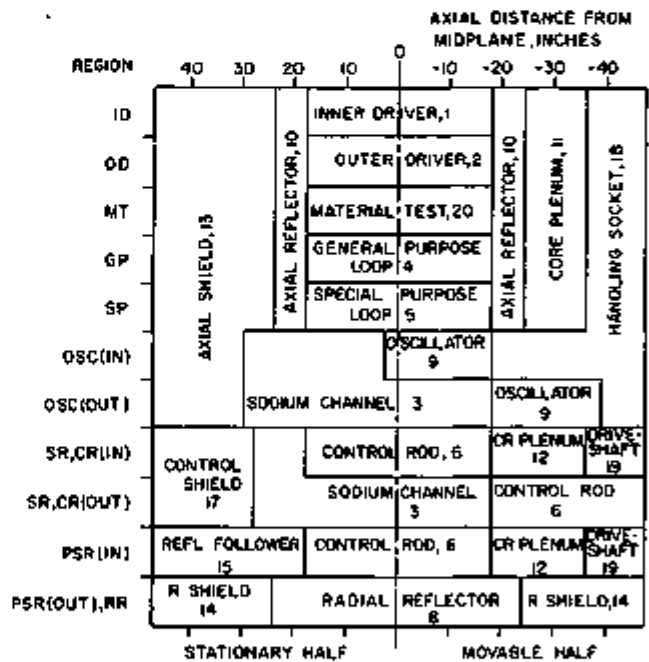 AXIAL DISTANCE FROM
MIDPLANE, INCHES
REGION 40 30 20 10 0 -10 -20 -30 -40
ID
INNER DRIVER, 1
OD
OUTER DRIVER, 2
MT
MATERIAL TEST, 20
GP
GENERAL PURPOSE
LOOP 4
SP
SPECIAL PURPOSE
LOOP 5
AXIAL SHIELD, 13
AXIAL REFLECTOR, 10
AXIAL REFLECTOR, 10
CORE PLENUM, 11
HANDLING SOCKET, 18
OSC(IN)
OSCILLATOR
9
OSC(OUT)
SODIUM CHANNEL 3
OSCILLATOR
9
SR, CR(IN)
CONTROL
SHIELD
17
CONTROL ROD, 6
CR PLENUM
12
DRIVE-
SHAFT
19
SR, CR(OUT)
SODIUM CHANNEL
3
CONTROL ROD
6
PSR(IN)
REFL FOLLOWER
15
CONTROL ROD, 6
CR PLENUM
12
DRIVE-
SHAFT
19
PSR(OUT), RR
R SHIELD
14
RADIAL REFLECTOR
8
R SHIELD, 14
STATIONARY HALF MOVABLE HALF